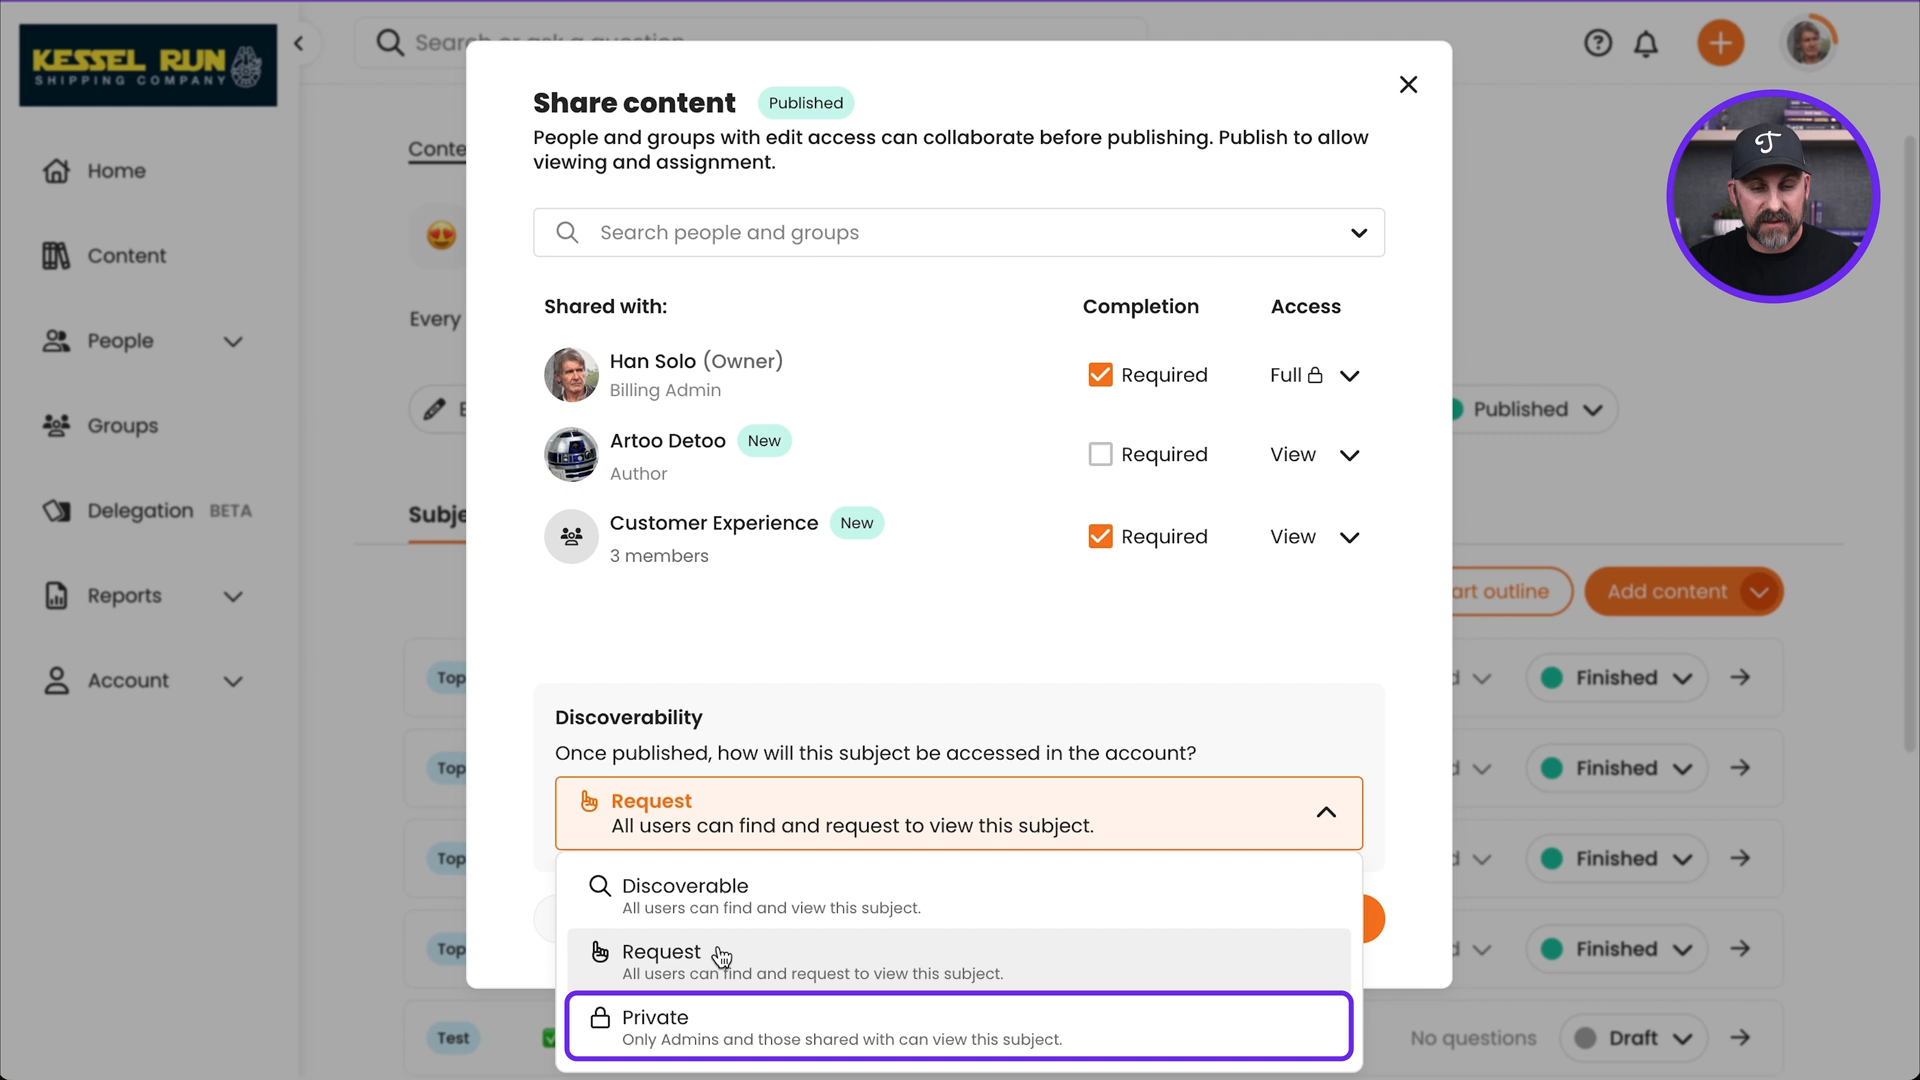 KESSEL RUN
SHIPPING COMPANY
Search or ask a question
Home
Content
People
Groups
Delegation BETA
Reports
Account
Conte
Every
E
Subje
Share content Published
People and groups with edit access can collaborate before publishing. Publish to allow
viewing and assignment.
Search people and groups
Shared with: Completion Access
Han Solo (Owner)
Billing Admin
Required Full
Artoo Detoo New
Author
Required View
Customer Experience New
3 members
Required View
Discoverability
Once published, how will this subject be accessed in the account?
Request
All users can find and request to view this subject.
Discoverable
All users can find and view this subject.
Request
All users can find and request to view this subject.
Private
Only Admins and those shared with can view this subject.
Published
art outline Add content
Top d Finished
Top d Finished
Top d Finished
Top d Finished
Test No questions Draft